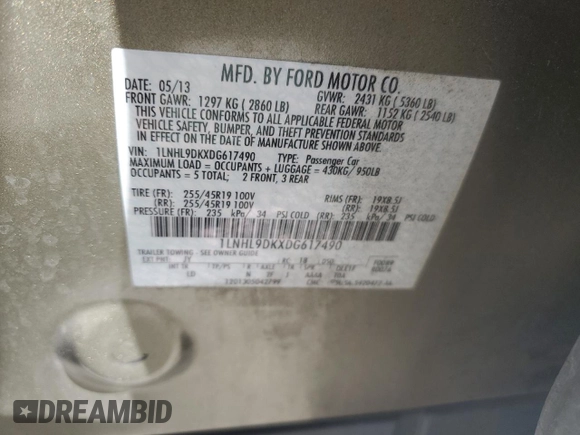 MFD. BY FORD MOTOR CO.
DATE: 05/13
GVWR: 2431 KG ( 5360 LB)
FRONT GAWR: 1297 KG ( 2860 LB)
REAR GAWR: 1152 KG ( 2540 LB)
THIS VEHICLE CONFORMS TO ALL APPLICABLE FEDERAL MOTOR
VEHICLE SAFETY, BUMPER, AND THEFT PREVENTION STANDARDS
IN EFFECT ON THE DATE OF MANUFACTURE SHOWN ABOVE.
VIN: 1LNHL9DKXDG617490 TYPE: Passenger Car
MAXIMUM LOAD = OCCUPANTS + LUGGAGE = 430KG/ 950LB
OCCUPANTS = 5 TOTAL; 2 FRONT, 3 REAR
TIRE (FR): 255/45R19 100V RIMS (FR): 19X8.5J
(RR): 255/45R19 100V (RR): 19X8.5J
PRESSURE (FR): 235 kPa/ 34 PSI COLD (RR): 235 kPa/ 34 PSI COLD
1LNHL9DKXDG617490
TRAILER TOWING - SEE OWNER GUIDE
EXT PNT: RC: 18 DSO:
DREAMBID